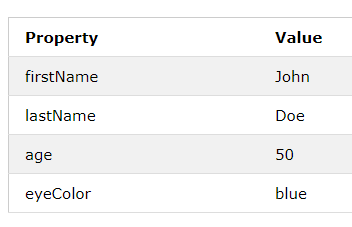 Property Value
firstName John
lastName Doe
age 50
eyeColor blue